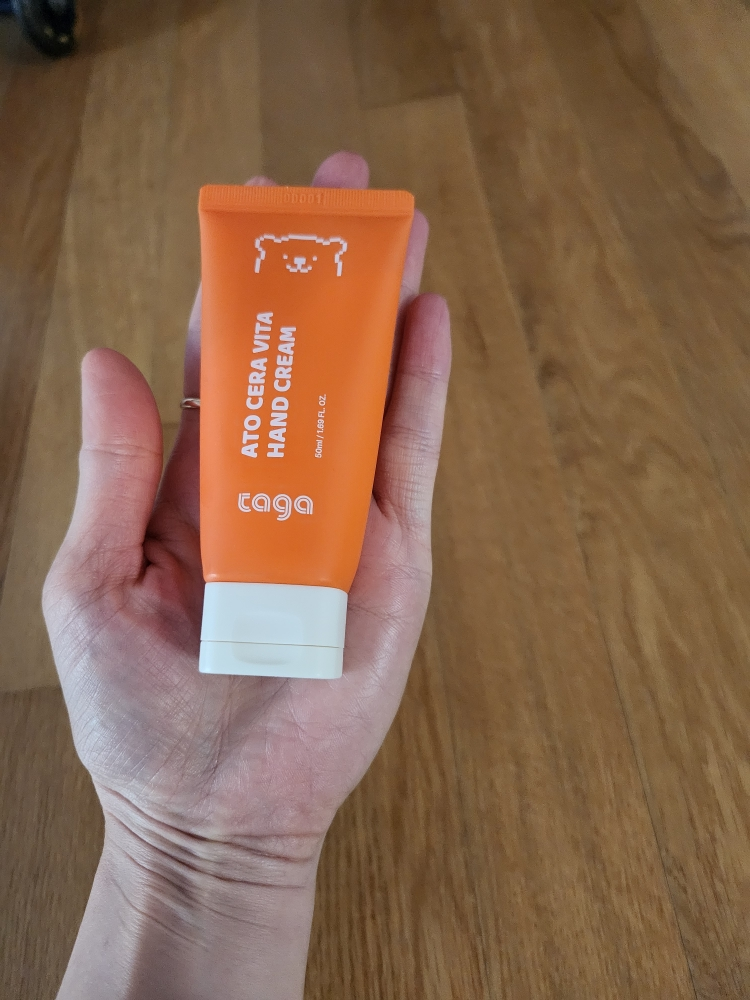 ATO CERA VITA
HAND CREAM
50ml / 1.69 FL. OZ.
taga